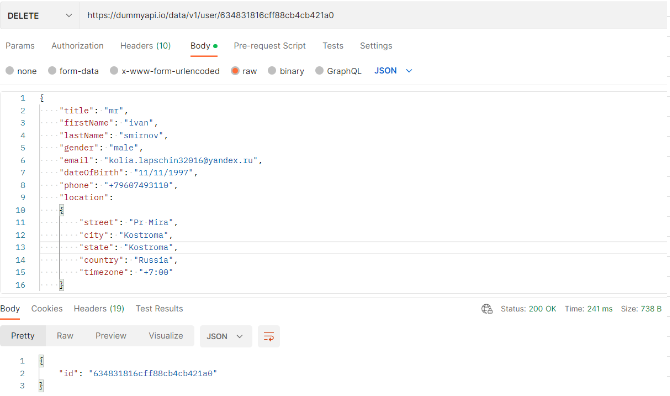 DELETE https://dummyapi.io/data/v1/user/634831816cff88cb4cb421a0
Params Authorization Headers (10) Body Pre-request Script Tests Settings
none form-data x-www-form-urlencoded raw binary GraphQL JSON
1 {
2 "title": "mr",
3 "firstName": "ivan",
4 "lastName": "smirnov",
5 "gender": "male",
6 "email": "kolia.lapschin32016@yandex.ru",
7 "dateOfBirth": "11/11/1997",
8 "phone": "+79607493110",
9 "location":
10 {
11 "street": "Pr Mira",
12 "city": "Kostroma",
13 "state": "Kostroma",
14 "country": "Russia",
15 "timezone": "+7:00"
16 }
Body Cookies Headers (19) Test Results Status: 200 OK Time: 241 ms Size: 738 B
Pretty Raw Preview Visualize JSON
1 {
2 "id": "634831816cff88cb4cb421a0"
3 }